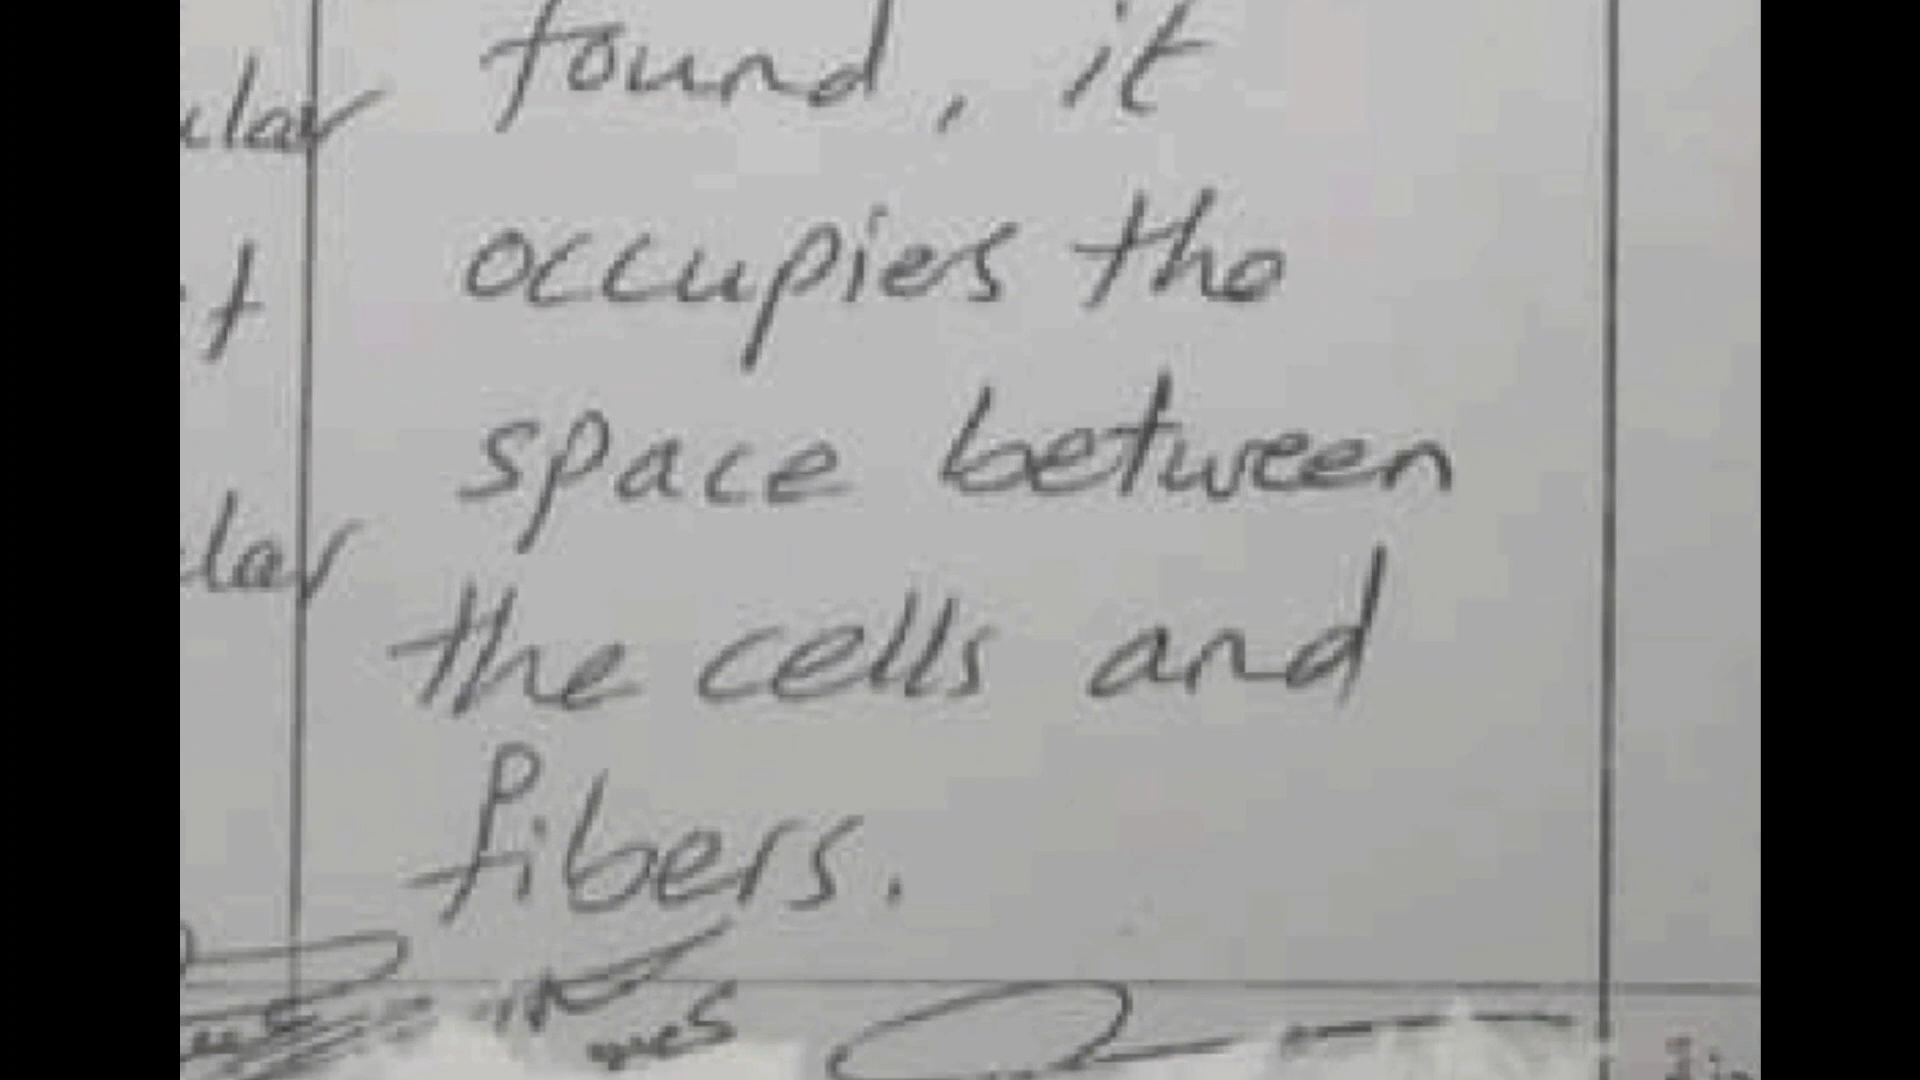 found, it
occupies the
space between
the cells and
fibers.